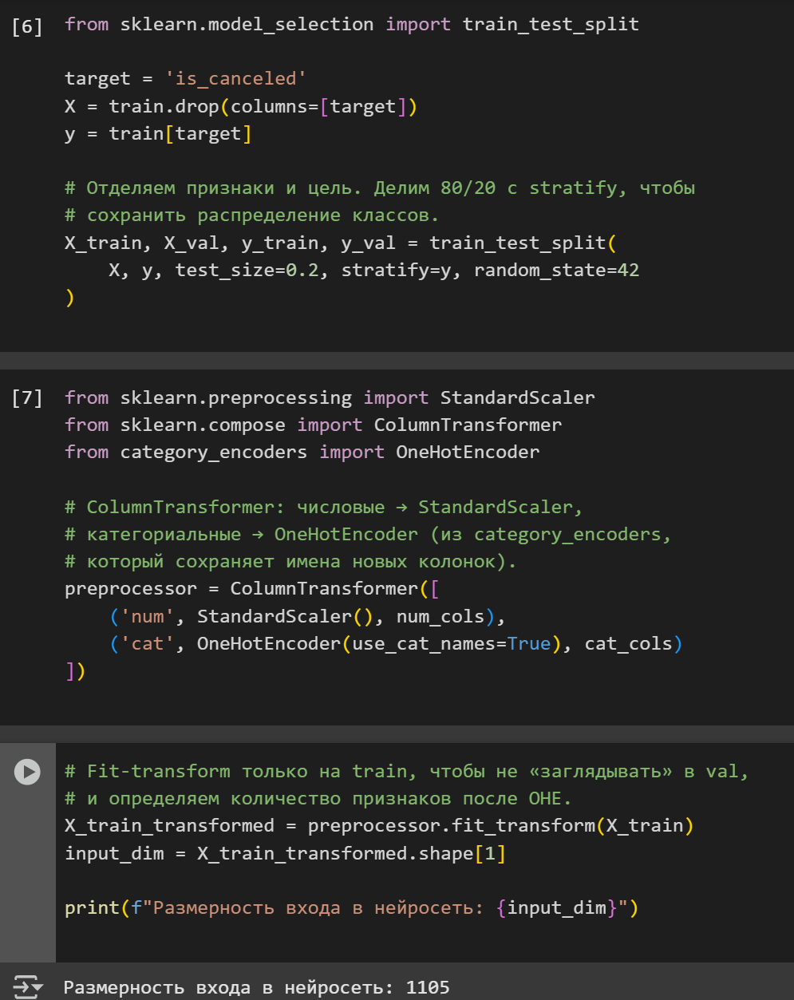 [6] from sklearn.model_selection import train_test_split
target = 'is_canceled'
X = train.drop(columns=[target])
y = train[target]
# Отделяем признаки и цель. Делим 80/20 с stratify, чтобы
# сохранить распределение классов.
X_train, X_val, y_train, y_val = train_test_split(
    X, y, test_size=0.2, stratify=y, random_state=42
)
[7] from sklearn.preprocessing import StandardScaler
from sklearn.compose import ColumnTransformer
from category_encoders import OneHotEncoder
# ColumnTransformer: числовые → StandardScaler,
# категориальные → OneHotEncoder (из category_encoders,
# который сохраняет имена новых колонок).
preprocessor = ColumnTransformer([
    ('num', StandardScaler(), num_cols),
    ('cat', OneHotEncoder(use_cat_names=True), cat_cols)
])
# Fit-transform только на train, чтобы не «заглядывать» в val,
# и определяем количество признаков после OHE.
X_train_transformed = preprocessor.fit_transform(X_train)
input_dim = X_train_transformed.shape[1]
print(f"Размерность входа в нейросеть: {input_dim}")
Размерность входа в нейросеть: 1105